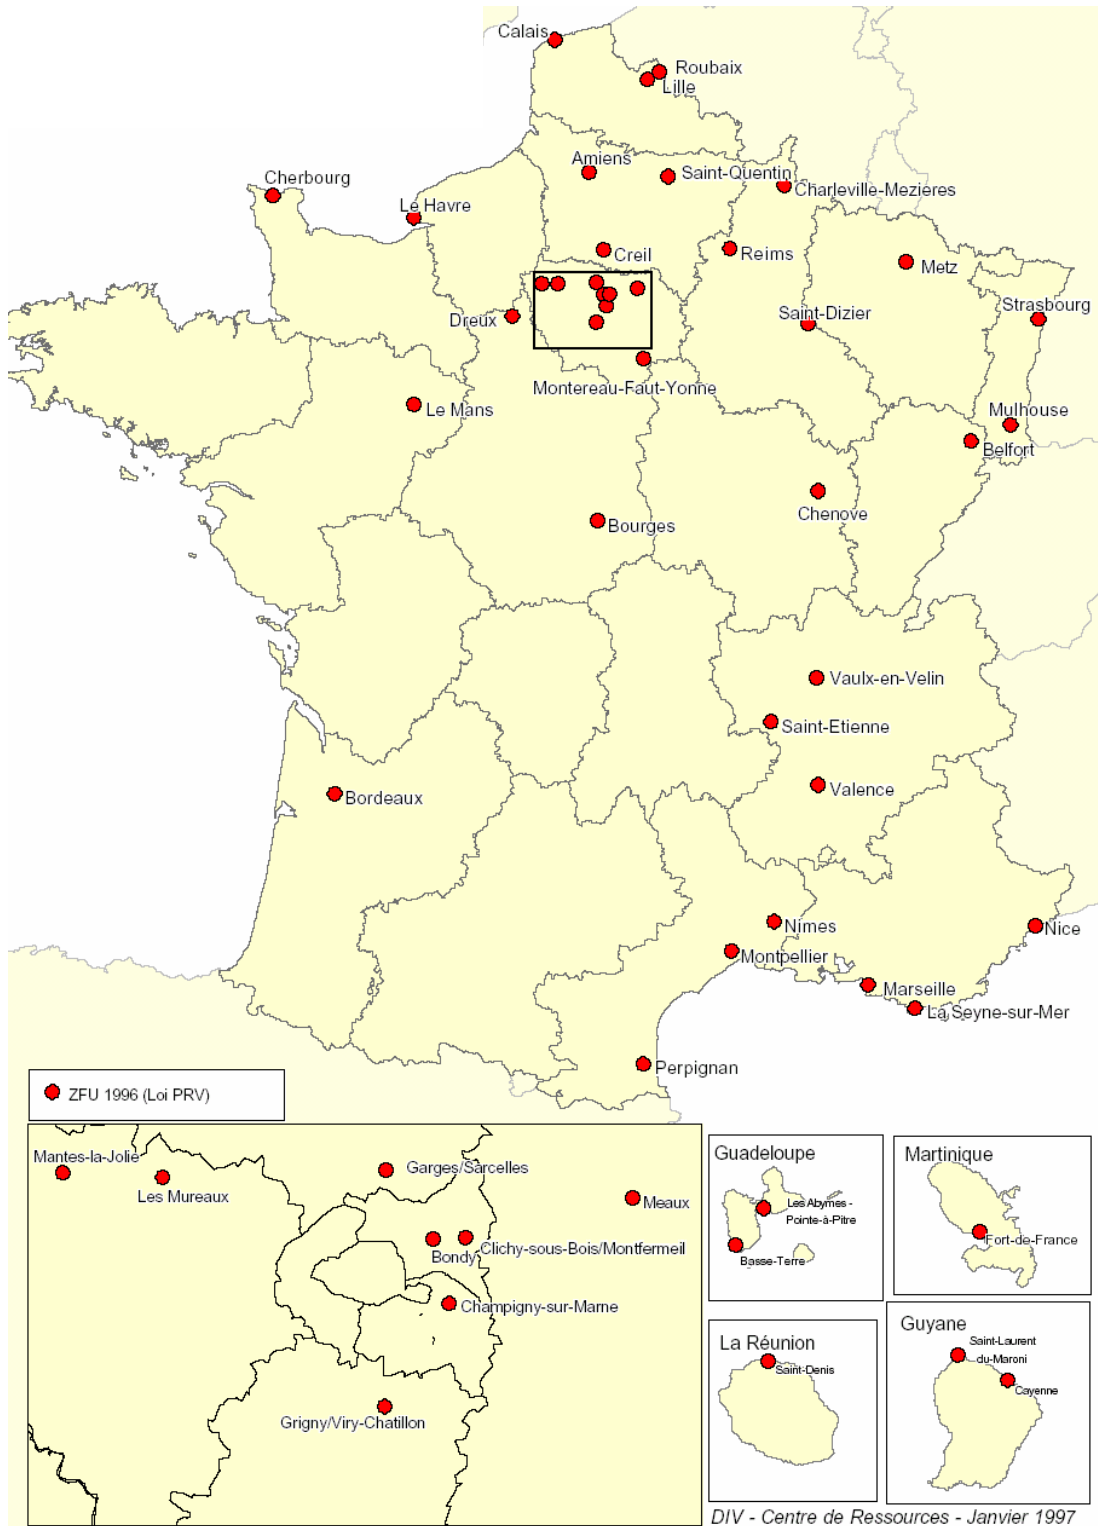 Calais
Roubaix
Lille
Amiens
Saint-Quentin
Charleville-Mezières
Cherbourg
Le Havre
Creil
Reims
Metz
Strasbourg
Dreux
Saint-Dizier
Montereau-Faut-Yonne
Le Mans
Mulhouse
Belfort
Chenove
Bourges
Vaulx-en-Velin
Saint-Etienne
Valence
Bordeaux
Nîmes
Nice
Montpellier
Marseille
La Seyne-sur-Mer
Perpignan
ZFU 1996 (Loi PRV)
Mantes-la-Jolie
Les Mureaux
Garges/Sarcelles
Meaux
Bondy
Clichy-sous-Bois/Montfermeil
Champigny-sur-Marne
Grigny/Viry-Chatillon
Guadeloupe
Les Abymes -
Pointe-à-Pitre
Basse-Terre
Martinique
Fort-de-France
La Réunion
Saint-Denis
Guyane
Saint-Laurent
du-Maroni
Cayenne
DIV - Centre de Ressources - Janvier 1997